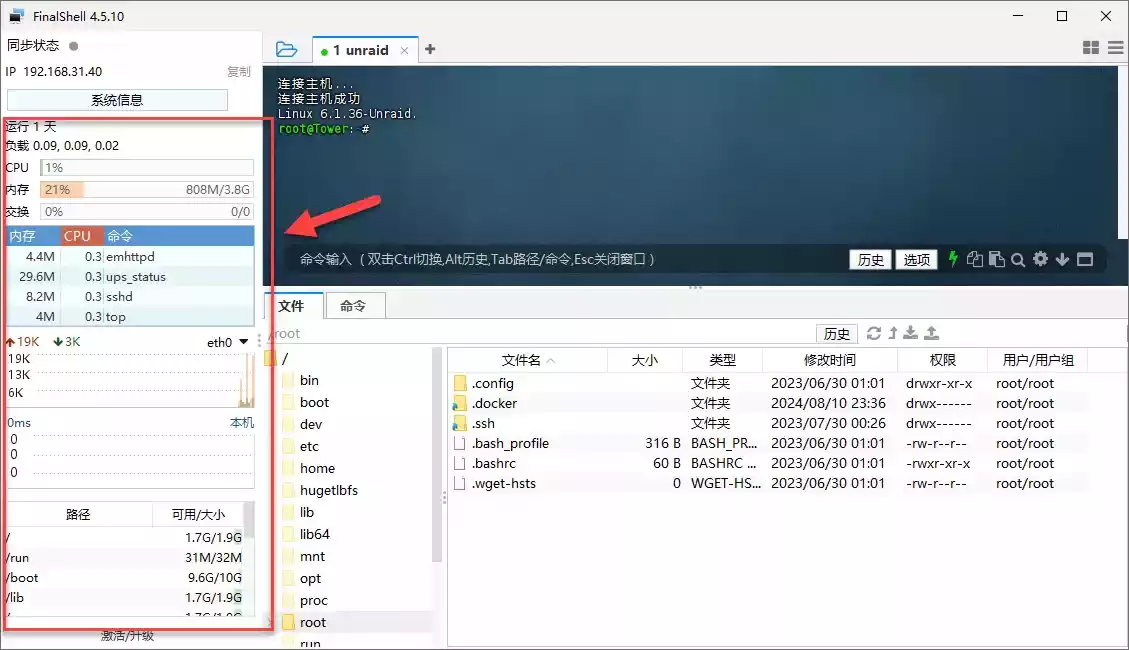 FinalShell 4.5.10
同步状态
IP 192.168.31.40 复制
系统信息
运行 1 天
负载 0.09, 0.09, 0.02
CPU 1%
内存 21% 808M/3.8G
交换 0% 0/0
内存 CPU 命令
4.4M 0.3 emhttpd
29.6M 0.3 ups_status
8.2M 0.3 sshd
4M 0.3 top
19K 3K eth0
19K
13K
6K
0ms 本机
0
0
0
路径 可用/大小
/ 1.7G/1.9G
/run 31M/32M
/boot 9.6G/10G
/lib 1.7G/1.9G
激活/升级
1 unraid
连接主机...
连接主机成功
Linux 6.1.36-Unraid.
root@Tower: #
命令输入 (双击Ctrl切换,Alt历史,Tab路径/命令,Esc关闭窗口) 历史 选项
文件 命令
/root 历史
/
bin
boot
dev
etc
home
hugetlbfs
lib
lib64
mnt
opt
proc
root
run
文件名 大小 类型 修改时间 权限 用户/用户组
.config 文件夹 2023/06/30 01:01 drwxr-xr-x root/root
.docker 文件夹 2024/08/10 23:36 drwx------ root/root
.ssh 文件夹 2023/07/30 00:26 drwx------ root/root
.bash_profile 316 B BASH_PR... 2023/06/30 01:01 -rw-r--r-- root/root
.bashrc 60 B BASHRC ... 2023/06/30 01:01 -rwxr-xr-x root/root
.wget-hsts 0 WGET-HS... 2023/06/30 01:01 -rw-r--r-- root/root